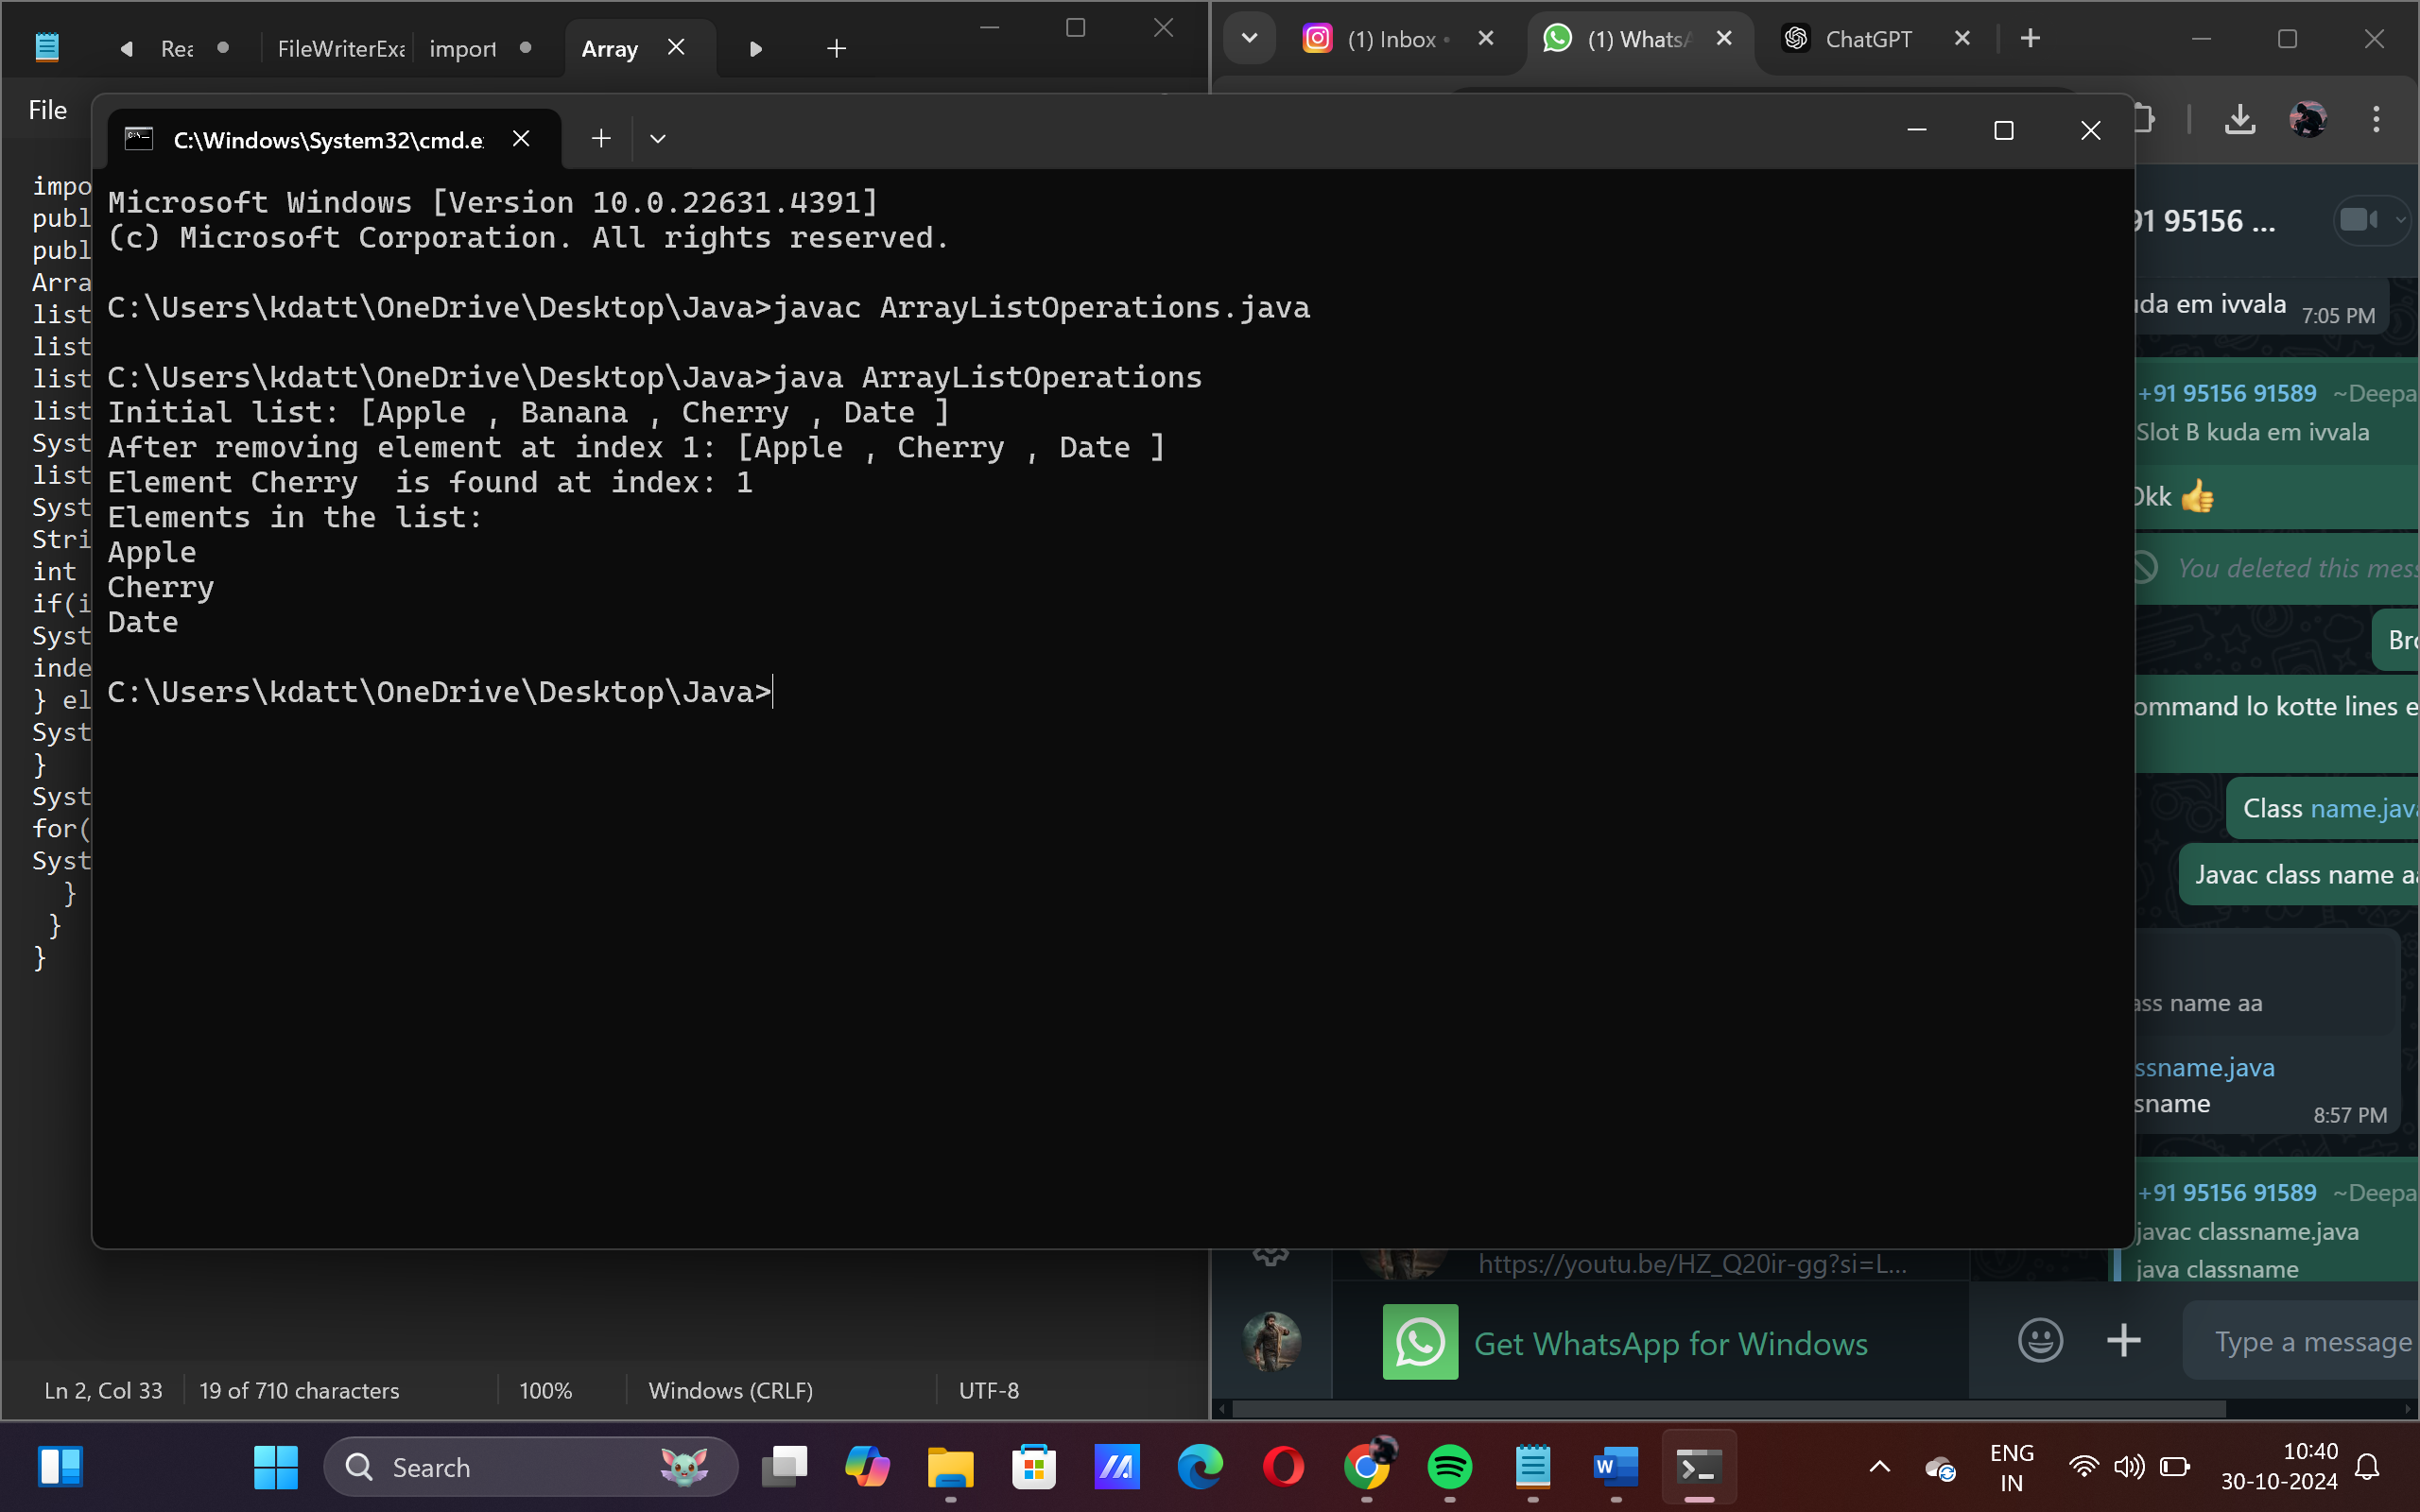 Rea
FileWriterExa
import
Array
File
impo
publ
publ
Arra
list
list
list
list
Syst
list
Syst
Stri
int
if(i
Syst
inde
} el
Syst
}
Syst
for(
Syst
}
}
}
Ln 2, Col 33
19 of 710 characters
100%
Windows (CRLF)
UTF-8
C:\Windows\System32\cmd.e
Microsoft Windows [Version 10.0.22631.4391]
(c) Microsoft Corporation. All rights reserved.
C:\Users\kdatt\OneDrive\Desktop\Java>javac ArrayListOperations.java
C:\Users\kdatt\OneDrive\Desktop\Java>java ArrayListOperations
Initial list: [Apple , Banana , Cherry , Date ]
After removing element at index 1: [Apple , Cherry , Date ]
Element Cherry  is found at index: 1
Elements in the list:
Apple
Cherry
Date
C:\Users\kdatt\OneDrive\Desktop\Java>
(1) Inbox •
(1) WhatsA
ChatGPT
91 95156 ...
uda em ivvala
7:05 PM
+91 95156 91589 ~Deepa
Slot B kuda em ivvala
Okk 👍
You deleted this mess
Bro
ommand lo kotte lines e
Class name.java
Javac class name aa
ass name aa
ssname.java
sname
8:57 PM
+91 95156 91589 ~Deepa
javac classname.java
java classname
https://youtu.be/HZ_Q20ir-gg?si=L...
Get WhatsApp for Windows
Type a message
Search
ENG
IN
10:40
30-10-2024